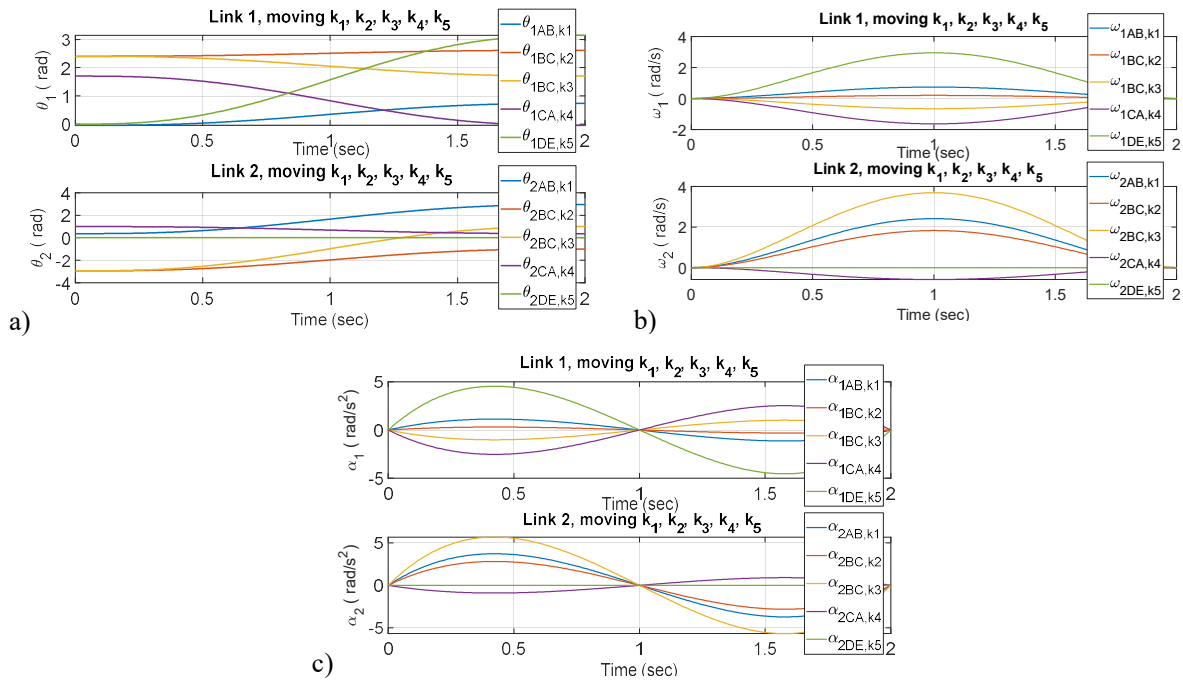 Link 1, moving k1, k2, k3, k4, k5
θ1 ( rad)
3
2
1
0
0
0.5
1
1.5
2
Time (sec)
θ1AB,k1
θ1BC,k2
θ1BC,k3
θ1CA,k4
θ1DE,k5
Link 2, moving k1, k2, k3, k4, k5
θ2 ( rad)
4
2
0
-2
-4
0
0.5
1
1.5
2
Time (sec)
θ2AB,k1
θ2BC,k2
θ2BC,k3
θ2CA,k4
θ2DE,k5
a)
Link 1, moving k1, k2, k3, k4, k5
ω1 ( rad/s)
4
2
0
-2
0
0.5
1
1.5
2
Time (sec)
ω1AB,k1
ω1BC,k2
ω1BC,k3
ω1CA,k4
ω1DE,k5
Link 2, moving k1, k2, k3, k4, k5
ω2 ( rad/s)
4
2
0
0
0.5
1
1.5
2
Time (sec)
ω2AB,k1
ω2BC,k2
ω2BC,k3
ω2CA,k4
ω2DE,k5
b)
Link 1, moving k1, k2, k3, k4, k5
α1 ( rad/s2)
5
0
-5
0
0.5
1
1.5
2
Time (sec)
α1AB,k1
α1BC,k2
α1BC,k3
α1CA,k4
α1DE,k5
Link 2, moving k1, k2, k3, k4, k5
α2 ( rad/s2)
5
0
-5
0
0.5
1
1.5
2
Time (sec)
α2AB,k1
α2BC,k2
α2BC,k3
α2CA,k4
α2DE,k5
c)